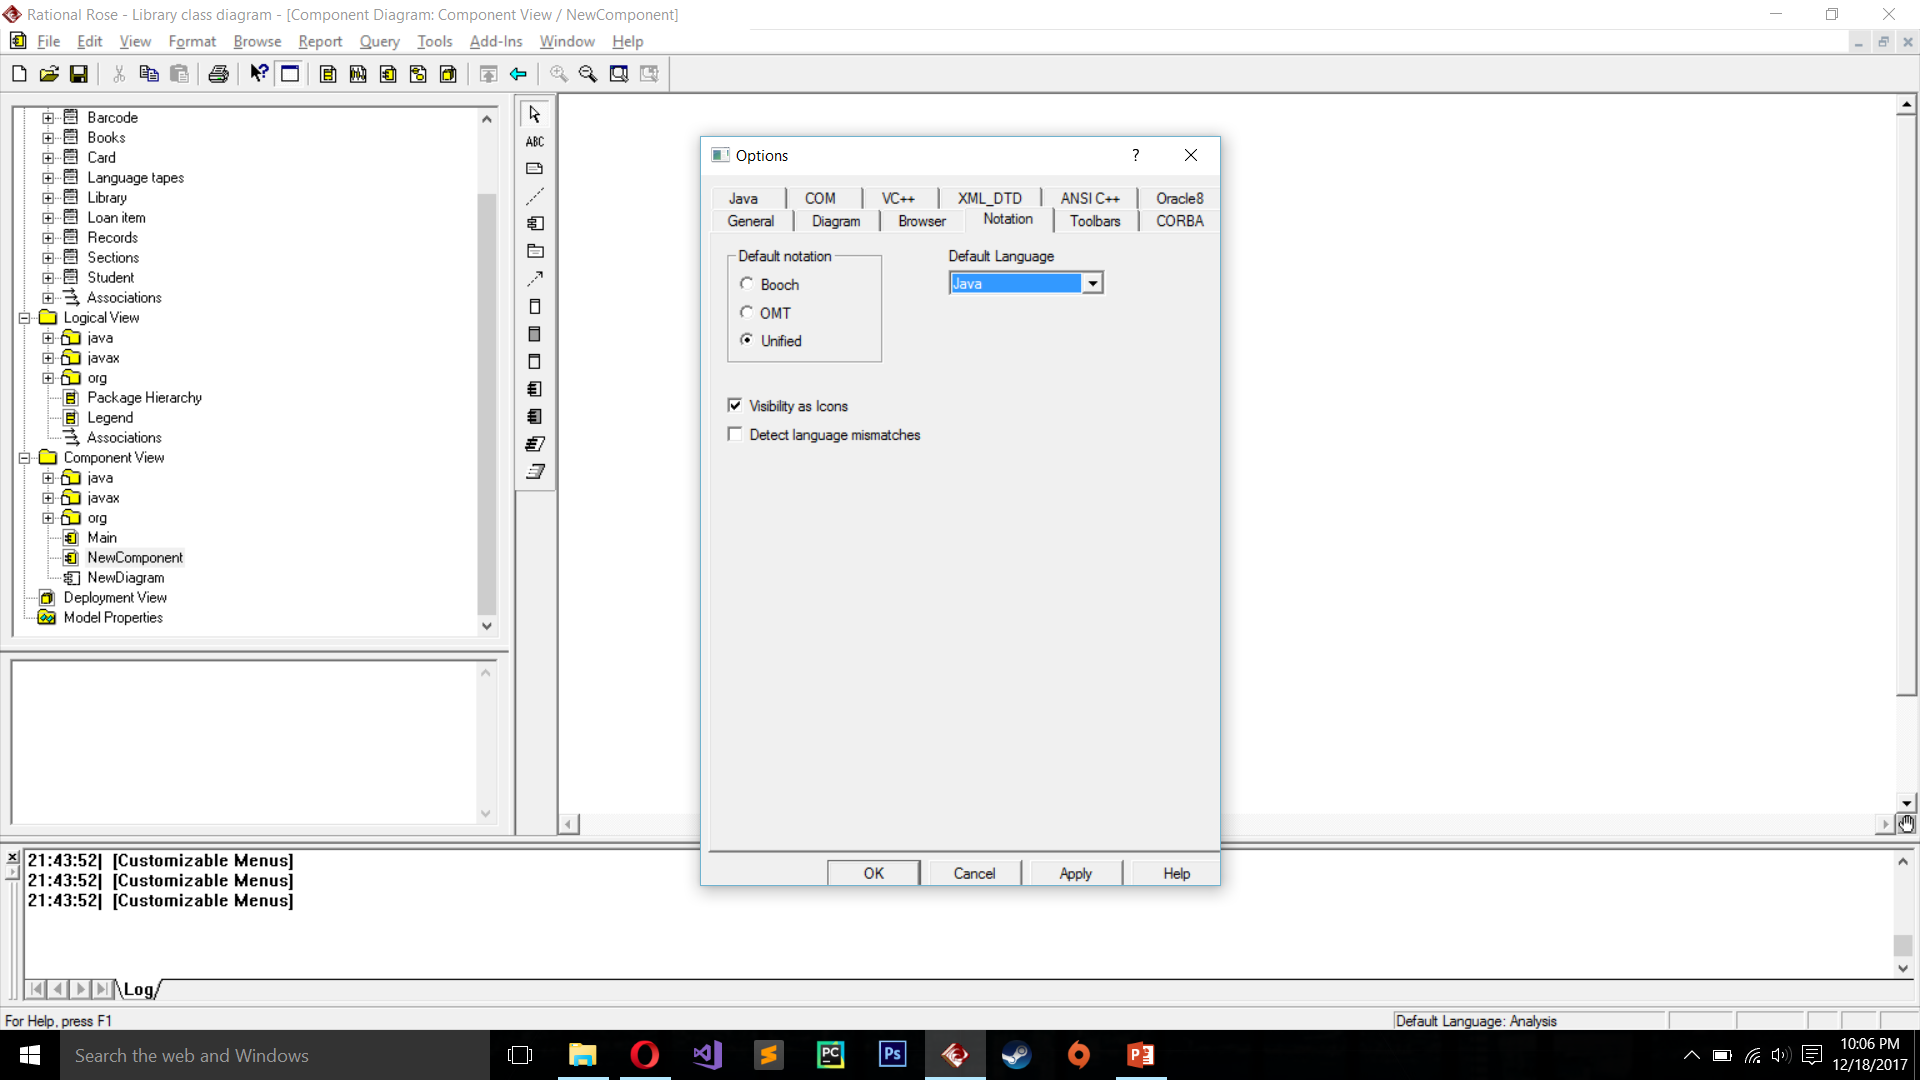 Rational Rose - Library class diagram - [Component Diagram: Component View / NewComponent]
File Edit View Format Browse Report Query Tools Add-Ins Window Help
Barcode
Books
Card
Language tapes
Library
Loan item
Records
Sections
Student
Associations
Logical View
java
javax
org
Package Hierarchy
Legend
Associations
Component View
java
javax
org
Main
NewComponent
NewDiagram
Deployment View
Model Properties
ABC
Options
?
Java COM VC++ XML_DTD ANSI C++ Oracle8
General Diagram Browser Notation Toolbars CORBA
Default notation
Booch
OMT
Unified
Default Language
Java
Visibility as Icons
Detect language mismatches
OK Cancel Apply Help
21:43:52| [Customizable Menus]
21:43:52| [Customizable Menus]
21:43:52| [Customizable Menus]
Log
For Help, press F1
Default Language: Analysis
Search the web and Windows
PC
Ps
P
10:06 PM
12/18/2017